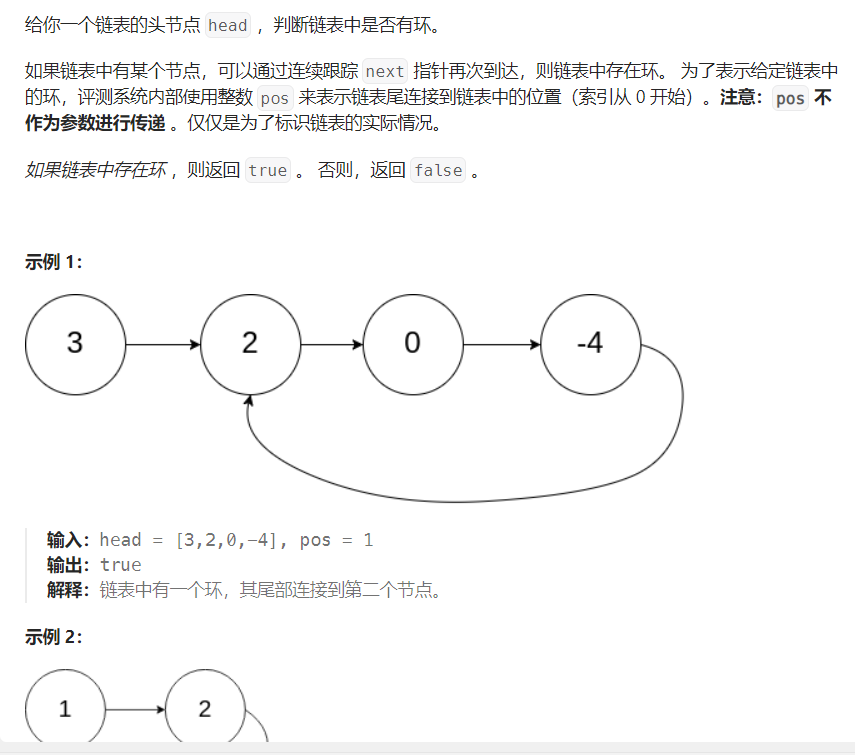 给你一个链表的头节点 head ，判断链表中是否有环。
如果链表中有某个节点，可以通过连续跟踪 next 指针再次到达，则链表中存在环。 为了表示给定链表中
的环，评测系统内部使用整数 pos 来表示链表尾连接到链表中的位置（索引从 0 开始）。注意：pos 不
作为参数进行传递 。仅仅是为了标识链表的实际情况。
如果链表中存在环 ，则返回 true 。 否则，返回 false 。
示例 1：
3 2 0 -4
输入：head = [3,2,0,-4], pos = 1
输出：true
解释：链表中有一个环，其尾部连接到第二个节点。
示例 2：
1 2